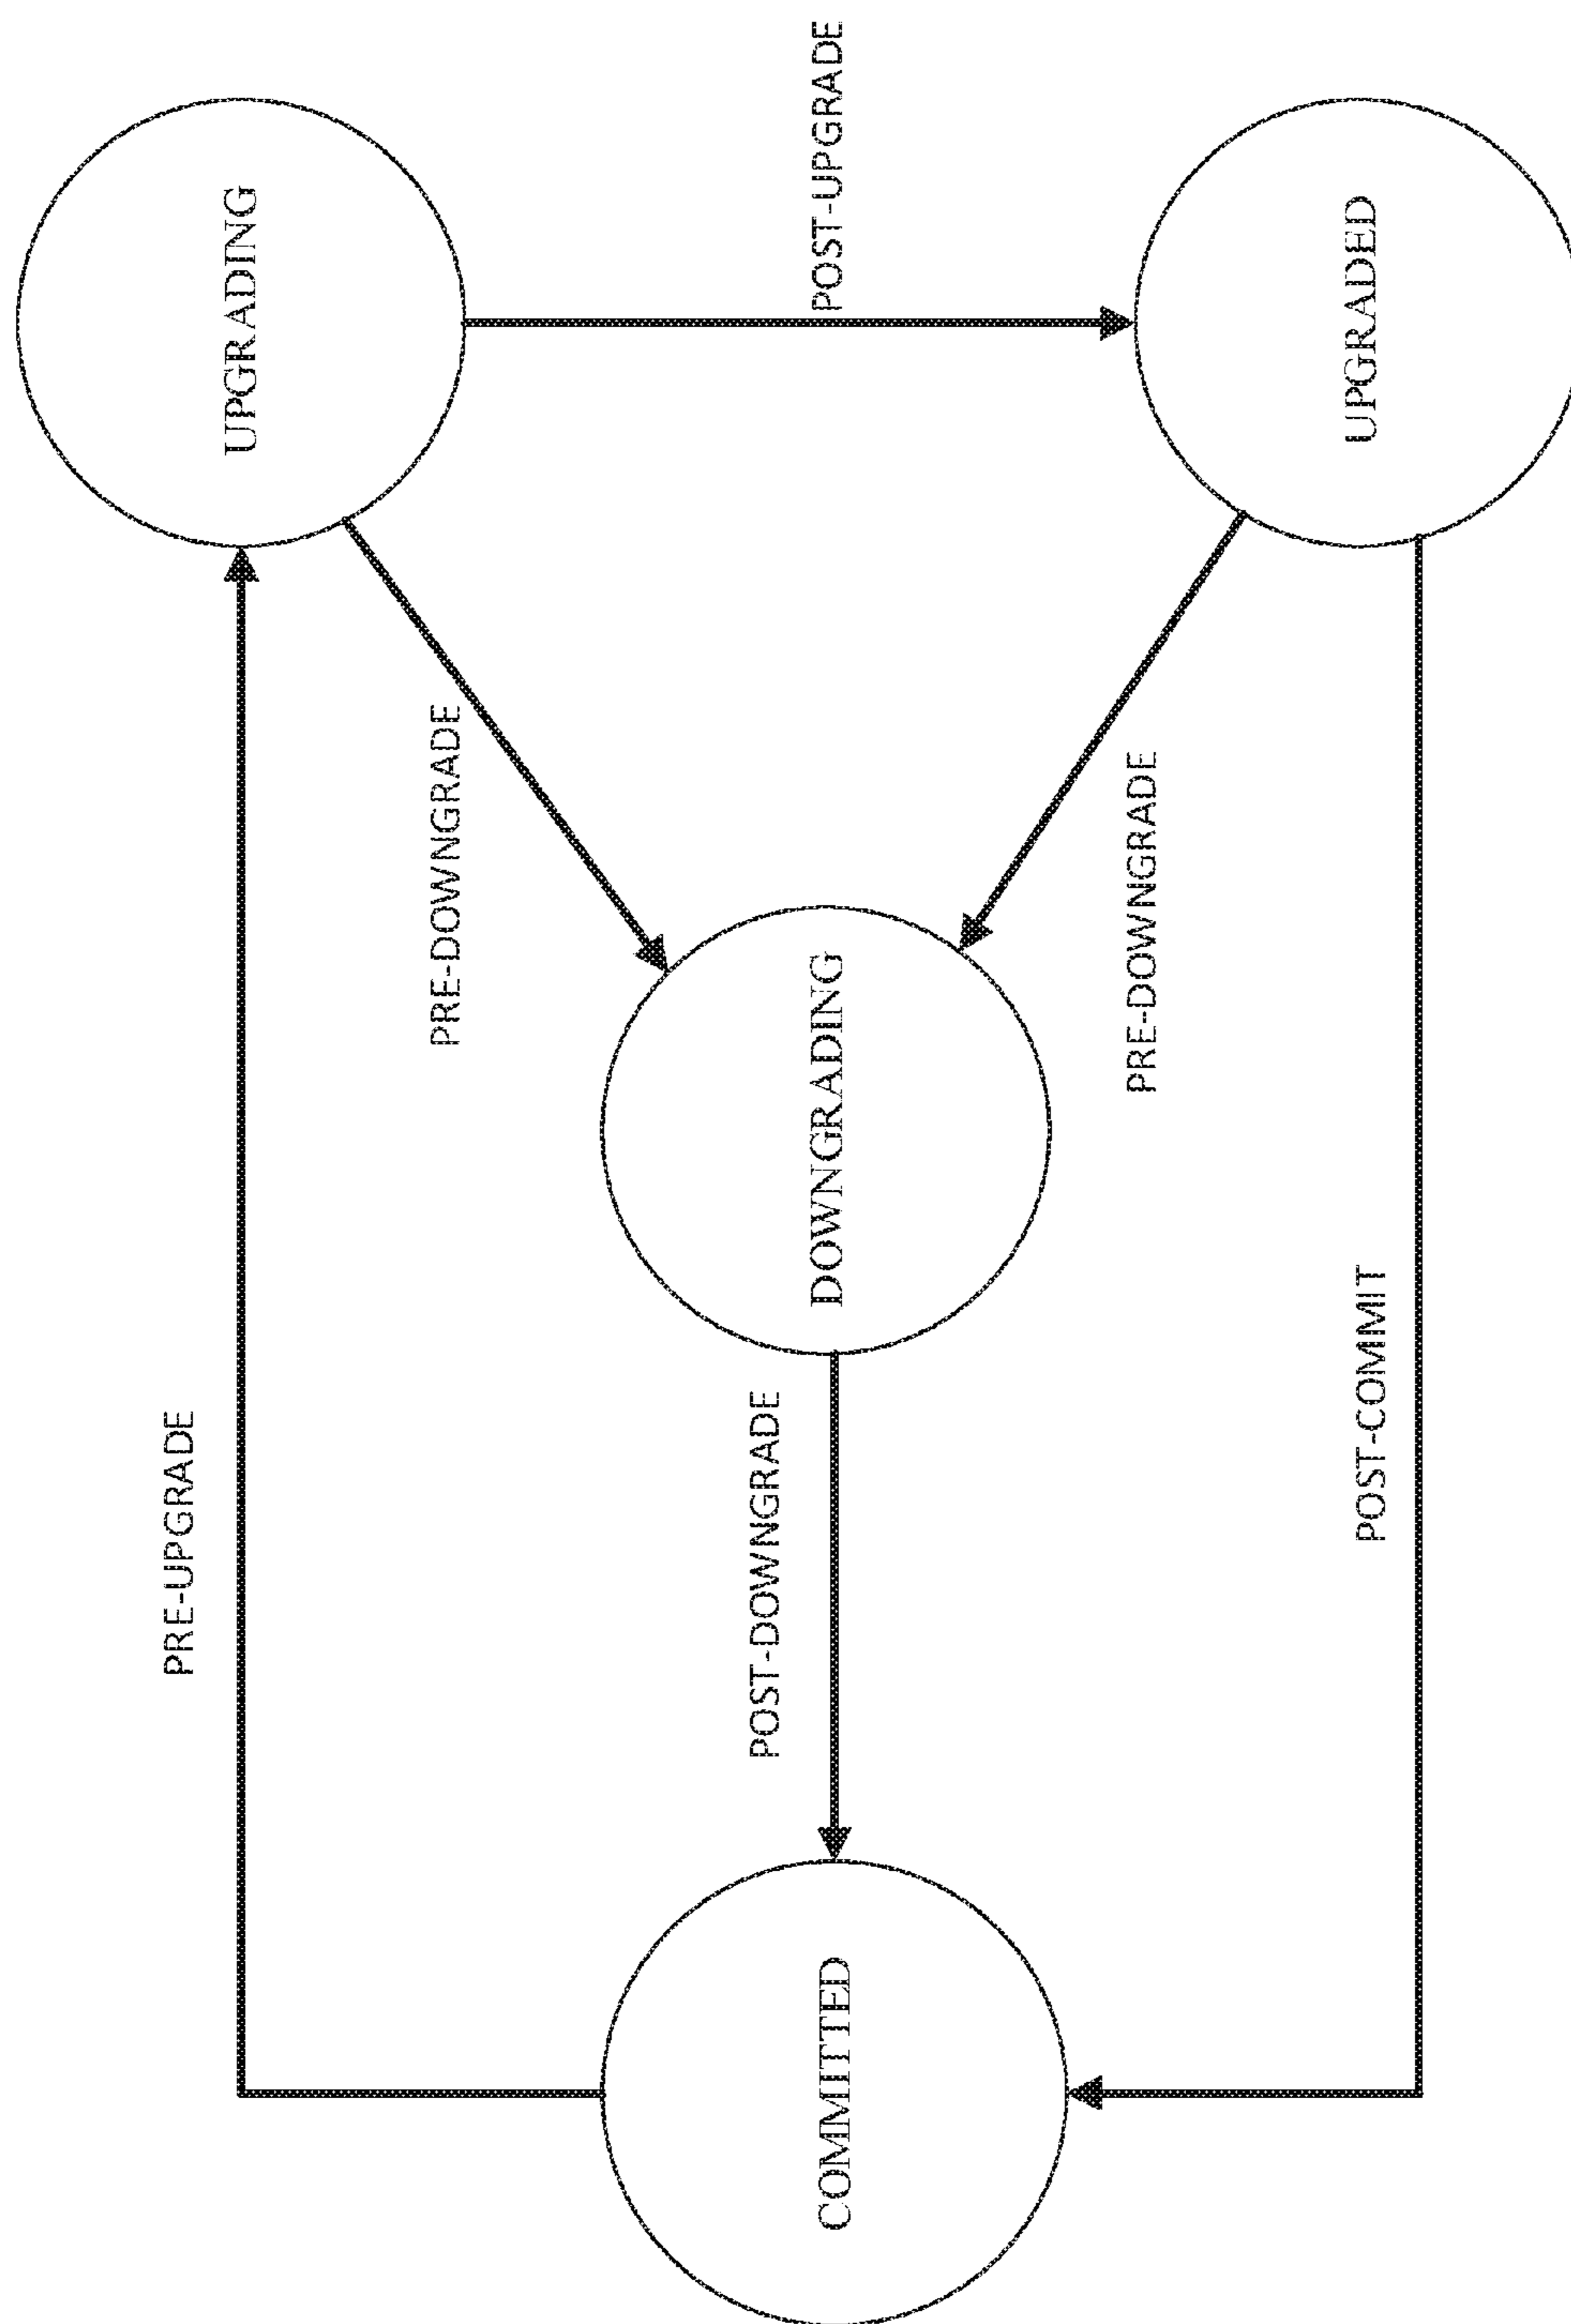 PRE-UPGRADE
UPGRADING
PRE-DOWNGRADE
POST-DOWNGRADE
COMMITTED
DOWNGRADING
POST-UPGRADE
PRE-DOWNGRADE
POST-COMMIT
UPGRADED